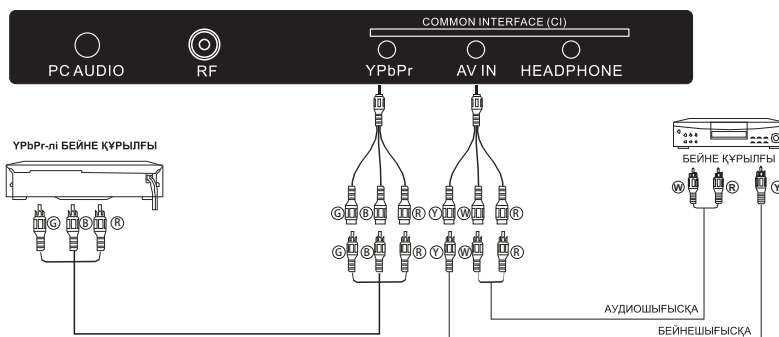 COMMON INTERFACE (CI)
PC AUDIO RF YPbPr AV IN HEADPHONE
YPbPr-лі БЕЙНЕ ҚҰРЫЛҒЫ
БЕЙНЕ ҚҰРЫЛҒЫ
W R Y
G B R Y W R
G B R
G B R Y W R
АУДИОШЫҒЫСҚА
БЕЙНЕШЫҒЫСҚА